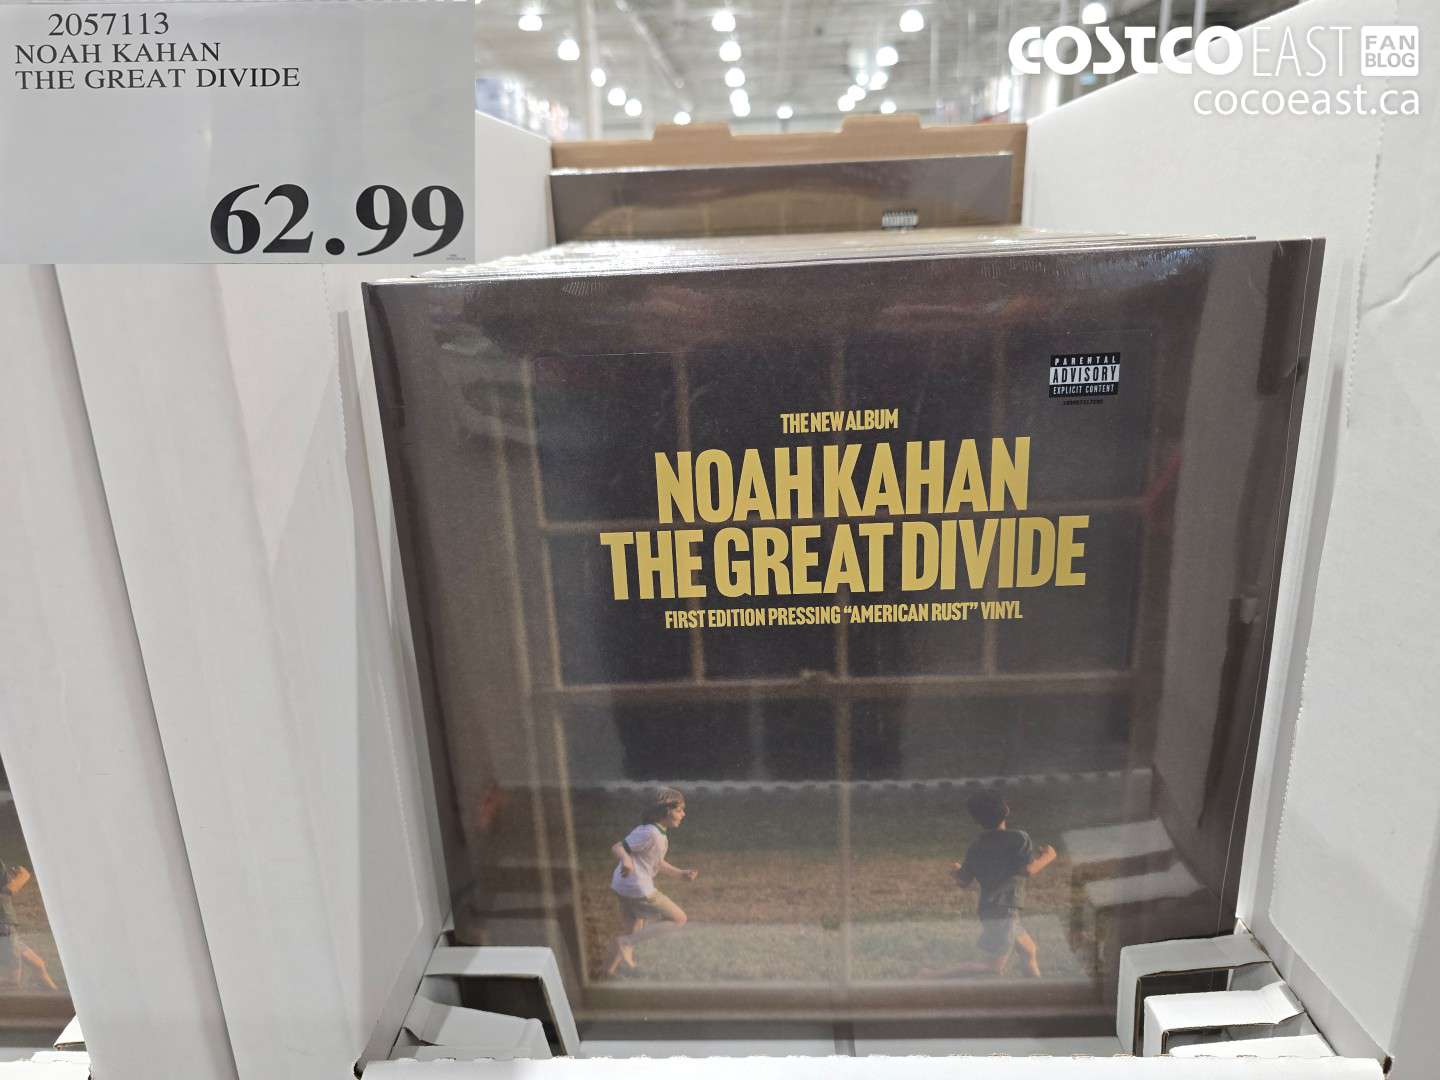 2057113
NOAH KAHAN
THE GREAT DIVIDE
62.99
COSTCO EAST FAN BLOG
cocoeast.ca
PARENTAL
ADVISORY
EXPLICIT CONTENT
THE NEW ALBUM
NOAH KAHAN
THE GREAT DIVIDE
FIRST EDITION PRESSING “AMERICAN RUST” VINYL